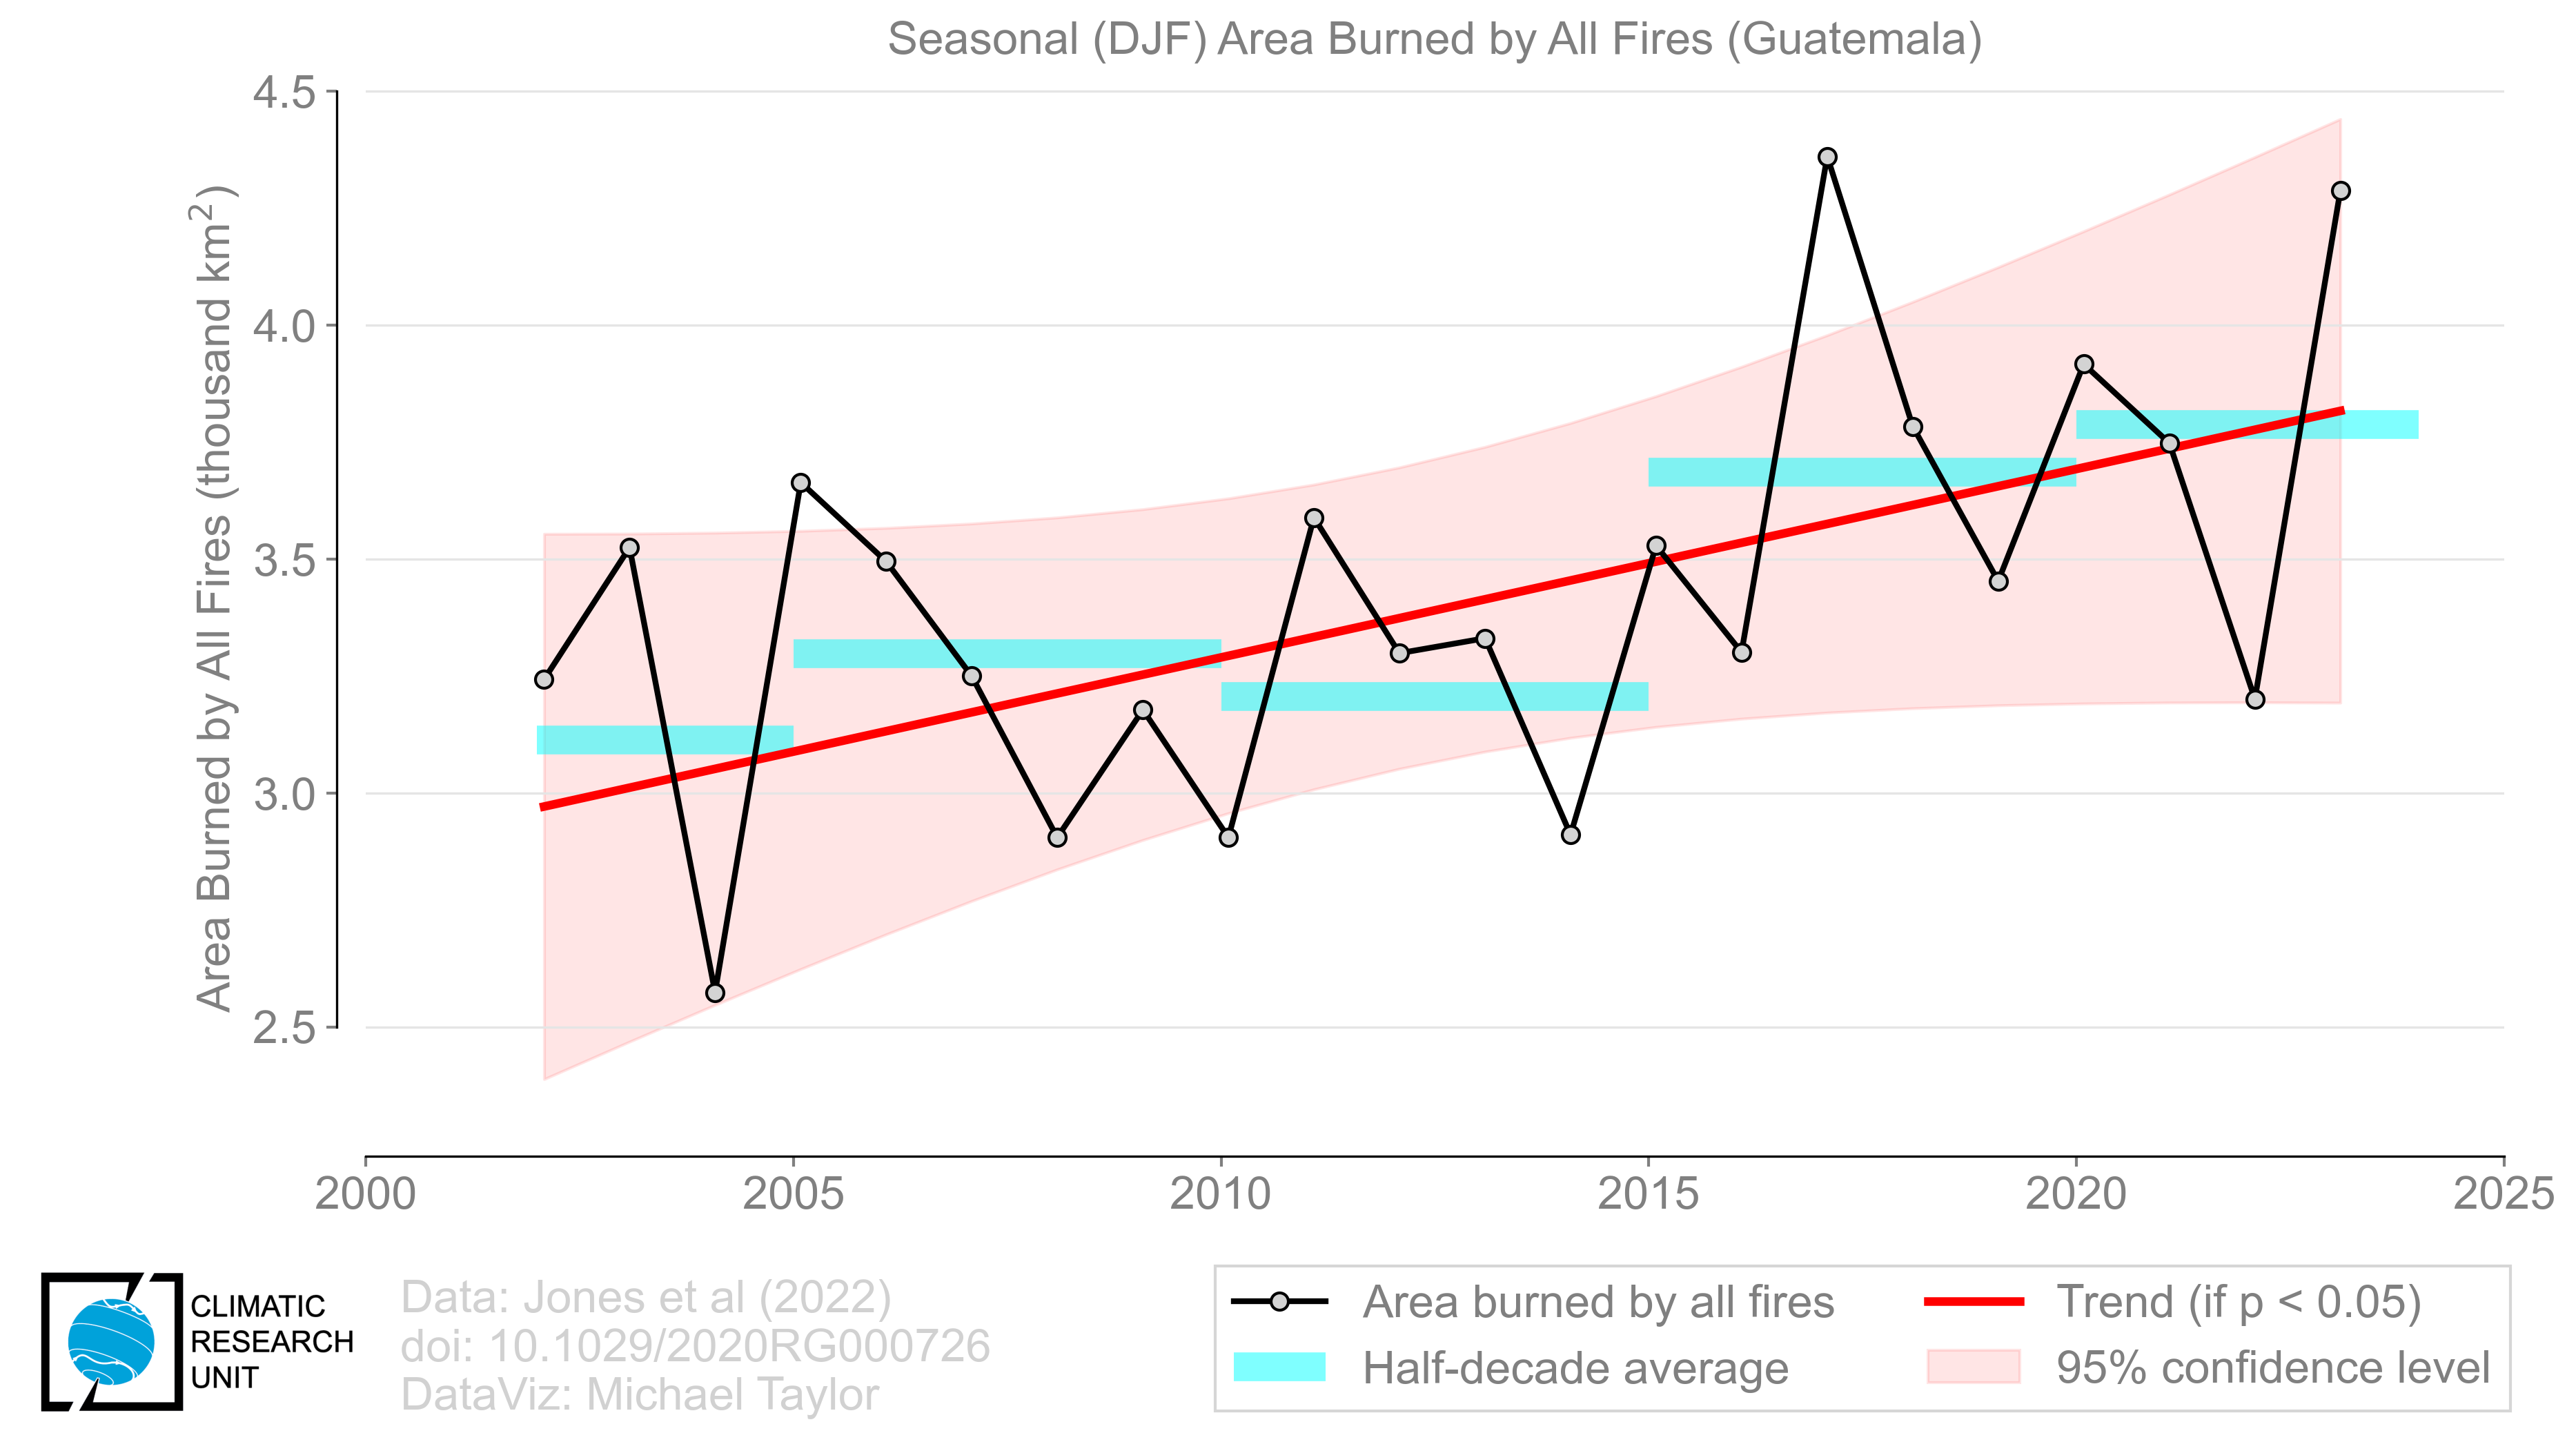 Seasonal (DJF) Area Burned by All Fires (Guatemala)
Area Burned by All Fires (thousand km²)
4.5
4.0
3.5
3.0
2.5
2000
2005
2010
2015
2020
2025
CLIMATIC
RESEARCH
UNIT
Data: Jones et al (2022)
doi: 10.1029/2020RG000726
DataViz: Michael Taylor
Area burned by all fires
Half-decade average
Trend (if p < 0.05)
95% confidence level